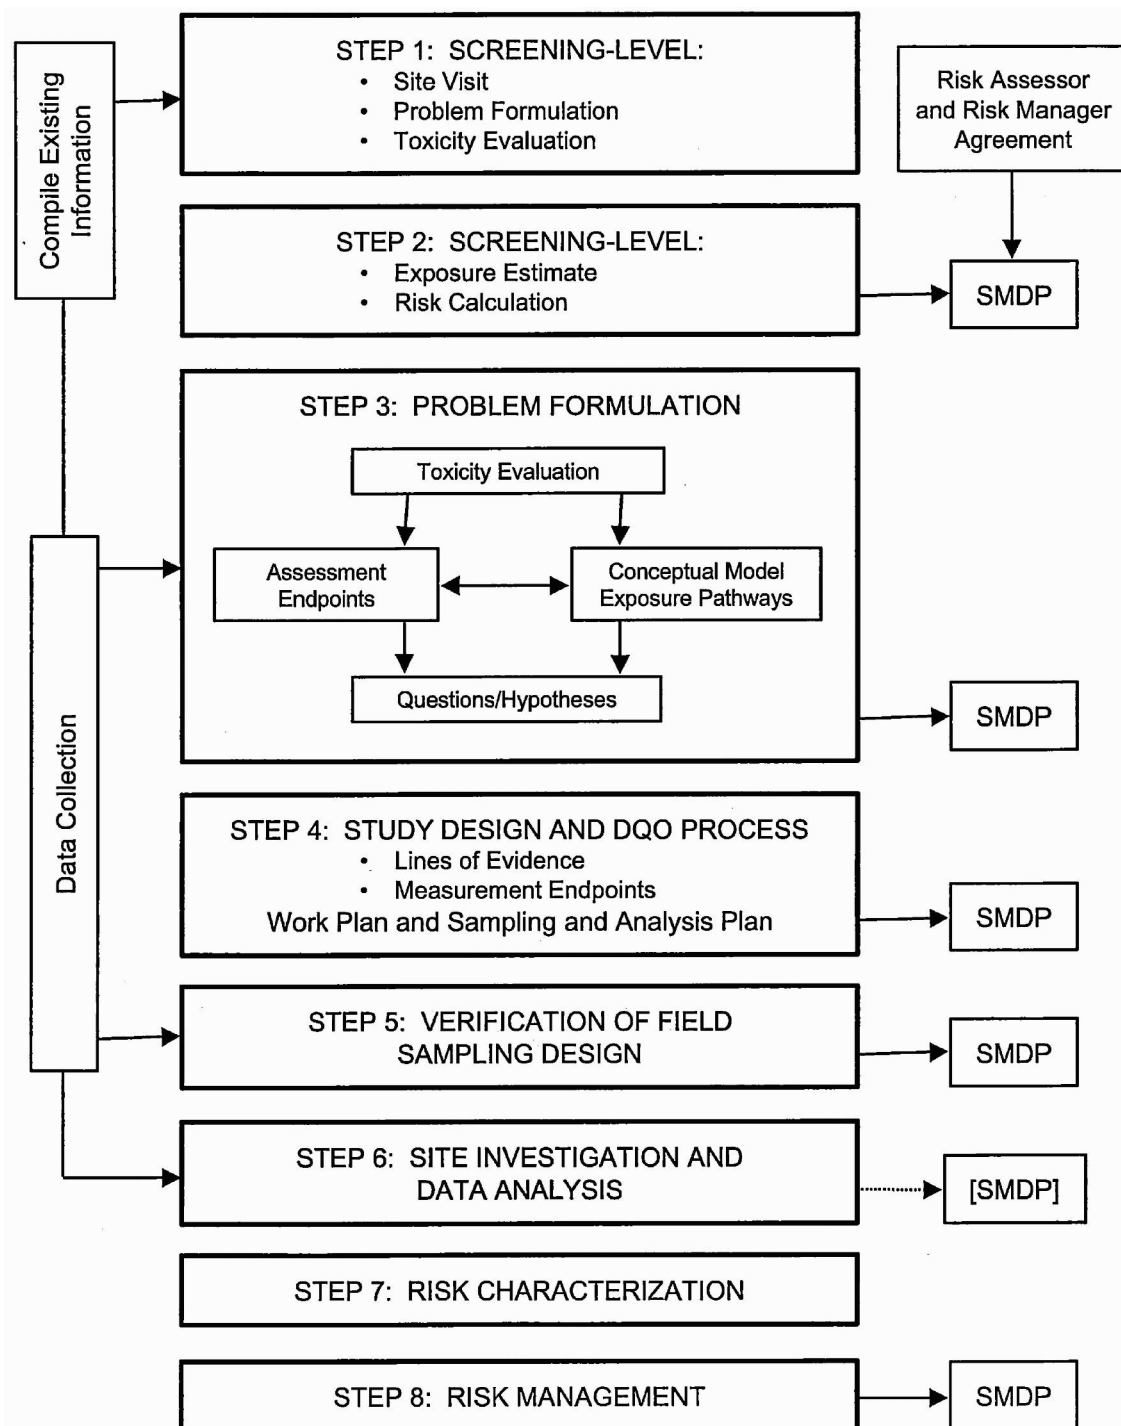 Compile Existing
Information
STEP 1: SCREENING-LEVEL:
• Site Visit
• Problem Formulation
• Toxicity Evaluation
Risk Assessor
and Risk Manager
Agreement
STEP 2: SCREENING-LEVEL:
• Exposure Estimate
• Risk Calculation
SMDP
Data Collection
STEP 3: PROBLEM FORMULATION
Toxicity Evaluation
Assessment
Endpoints
Conceptual Model
Exposure Pathways
Questions/Hypotheses
SMDP
STEP 4: STUDY DESIGN AND DQO PROCESS
• Lines of Evidence
• Measurement Endpoints
Work Plan and Sampling and Analysis Plan
SMDP
STEP 5: VERIFICATION OF FIELD
SAMPLING DESIGN
SMDP
STEP 6: SITE INVESTIGATION AND
DATA ANALYSIS
[SMDP]
STEP 7: RISK CHARACTERIZATION
STEP 8: RISK MANAGEMENT
SMDP